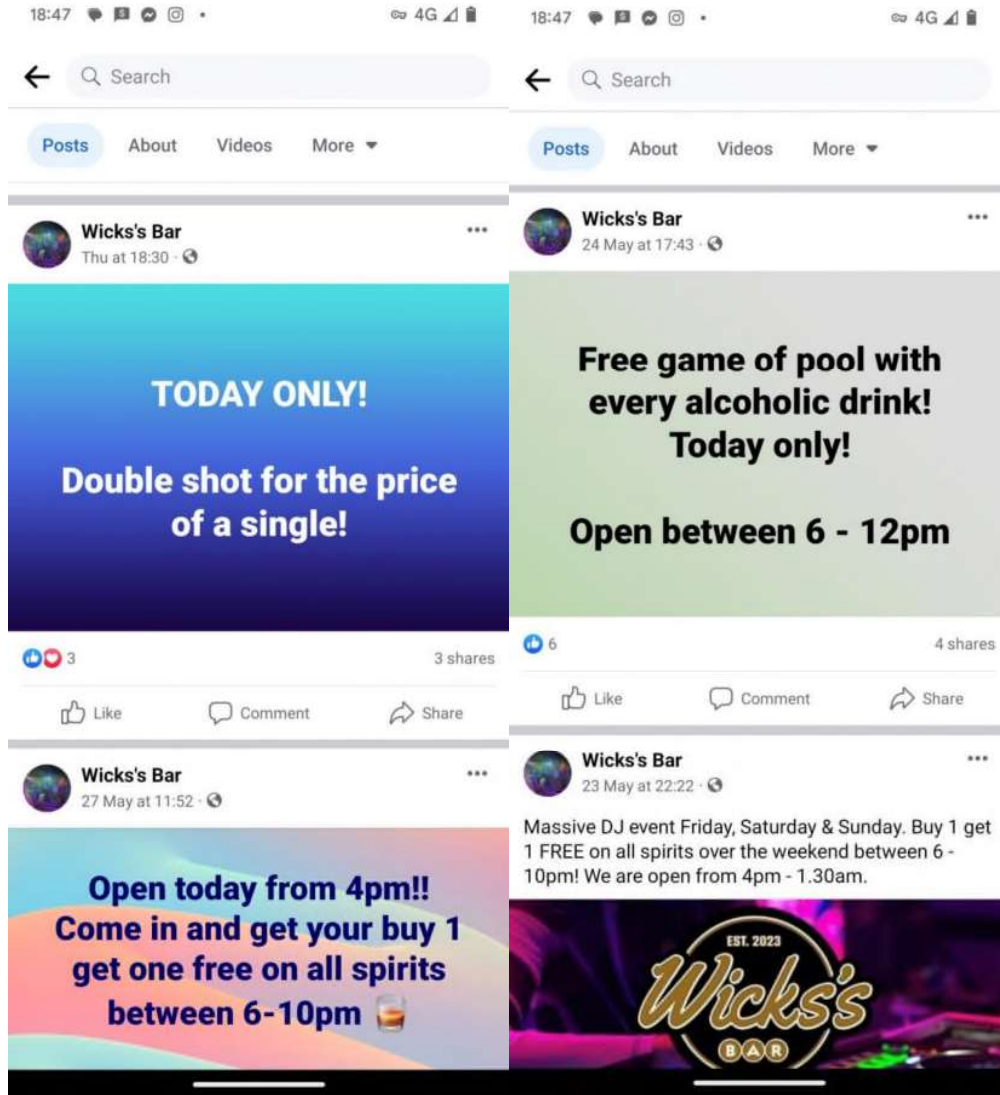 18:47
4G
Search
Posts About Videos More
Wicks's Bar
Thu at 18:30 ·
TODAY ONLY!
Double shot for the price
of a single!
3
3 shares
Like Comment Share
Wicks's Bar
27 May at 11:52 ·
Open today from 4pm!!
Come in and get your buy 1
get one free on all spirits
between 6-10pm 🥃
18:47
4G
Search
Posts About Videos More
Wicks's Bar
24 May at 17:43 ·
Free game of pool with
every alcoholic drink!
Today only!
Open between 6 - 12pm
6
4 shares
Like Comment Share
Wicks's Bar
23 May at 22:22 ·
Massive DJ event Friday, Saturday & Sunday. Buy 1 get
1 FREE on all spirits over the weekend between 6 -
10pm! We are open from 4pm - 1.30am.
EST. 2023
Wicks's
BAR